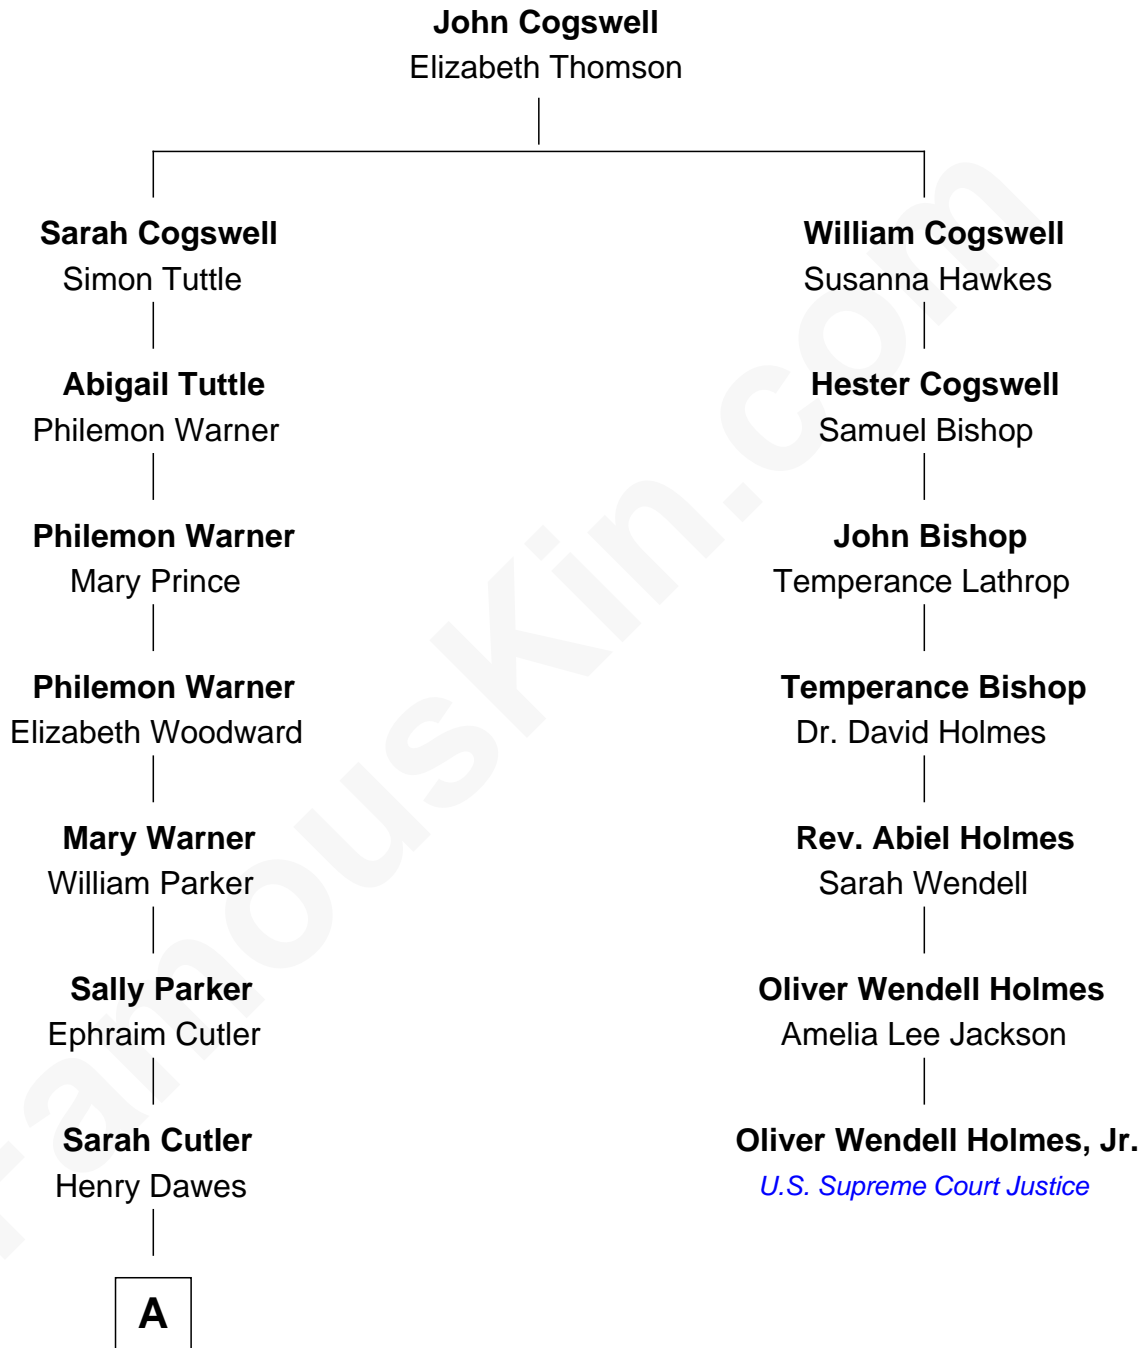 John Cogswell
Elizabeth Thomson
Sarah Cogswell
Simon Tuttle
Abigail Tuttle
Philemon Warner
Philemon Warner
Mary Prince
Philemon Warner
Elizabeth Woodward
Mary Warner
William Parker
Sally Parker
Ephraim Cutler
Sarah Cutler
Henry Dawes
A
William Cogswell
Susanna Hawkes
Hester Cogswell
Samuel Bishop
John Bishop
Temperance Lathrop
Temperance Bishop
Dr. David Holmes
Rev. Abiel Holmes
Sarah Wendell
Oliver Wendell Holmes
Amelia Lee Jackson
Oliver Wendell Holmes, Jr.
U.S. Supreme Court Justice
FamousKin.com